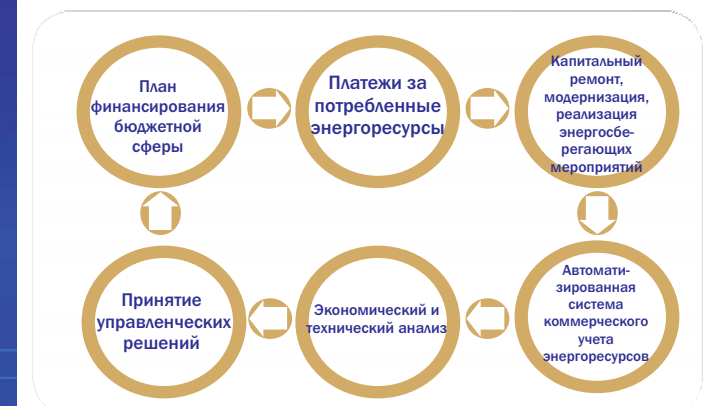 План
финансирования
бюджетной
сферы
Платежи за
потребленные
энергоресурсы
Капитальный
ремонт,
модернизация,
реализация
энергосбе-
регающих
мероприятий
Принятие
управленческих
решений
Экономический и
технический анализ
Автомати-
зированная
система
коммерческого
учета
энергоресурсов